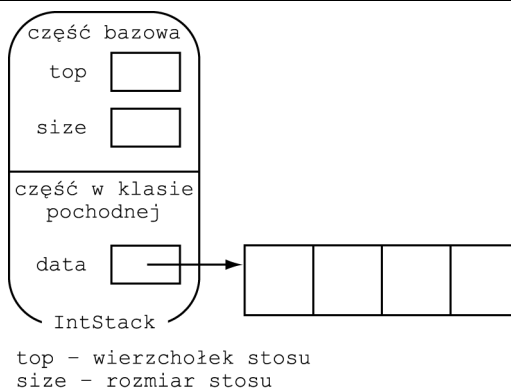 część bazowa
top
size
część w klasie
pochodnej
data
IntStack
top – wierzchołek stosu
size – rozmiar stosu